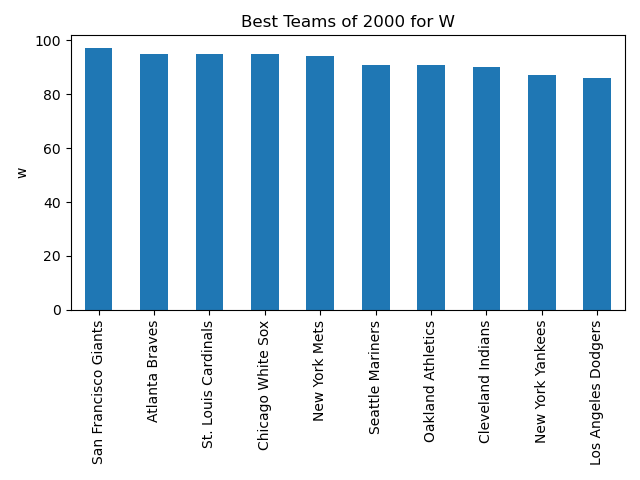 Best Teams of 2000 for W
100
80
60
40
20
0
w
San Francisco Giants
Atlanta Braves
St. Louis Cardinals
Chicago White Sox
New York Mets
Seattle Mariners
Oakland Athletics
Cleveland Indians
New York Yankees
Los Angeles Dodgers